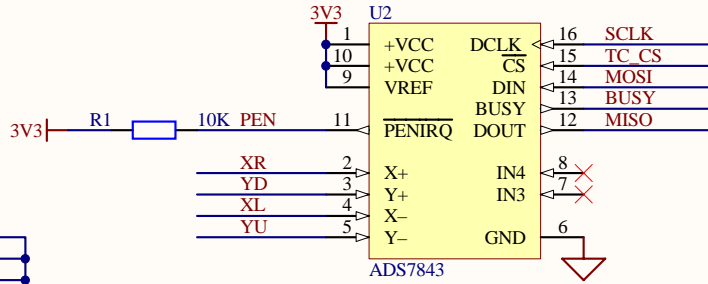 3V3 U2
1 +VCC DCLK 16 SCLK
10 +VCC CS 15 TC_CS
9 VREF DIN 14 MOSI
BUSY 13 BUSY
3V3 R1 10K PEN 11 PENIRQ DOUT 12 MISO
XR 2 X+ IN4 8
YD 3 Y+ IN3 7
XL 4 X–
YU 5 Y– GND 6
ADS7843